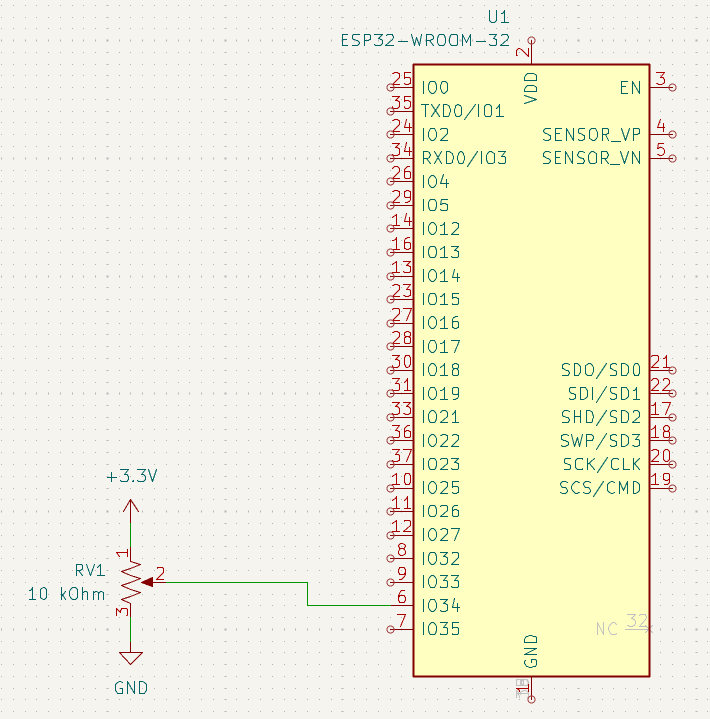 U1
ESP32-WROOM-32
2
VDD
25 IO0
EN 3
35 TXD0/IO1
24 IO2
SENSOR_VP 4
34 RXD0/IO3
SENSOR_VN 5
26 IO4
29 IO5
14 IO12
16 IO13
13 IO14
23 IO15
27 IO16
28 IO17
30 IO18
SDO/SD0 21
31 IO19
SDI/SD1 22
33 IO21
SHD/SD2 17
36 IO22
SWP/SD3 18
37 IO23
SCK/CLK 20
10 IO25
SCS/CMD 19
11 IO26
12 IO27
8 IO32
9 IO33
6 IO34
7 IO35
NC 32
GND
1
+3.3V
1
RV1
10 kOhm
2
3
GND